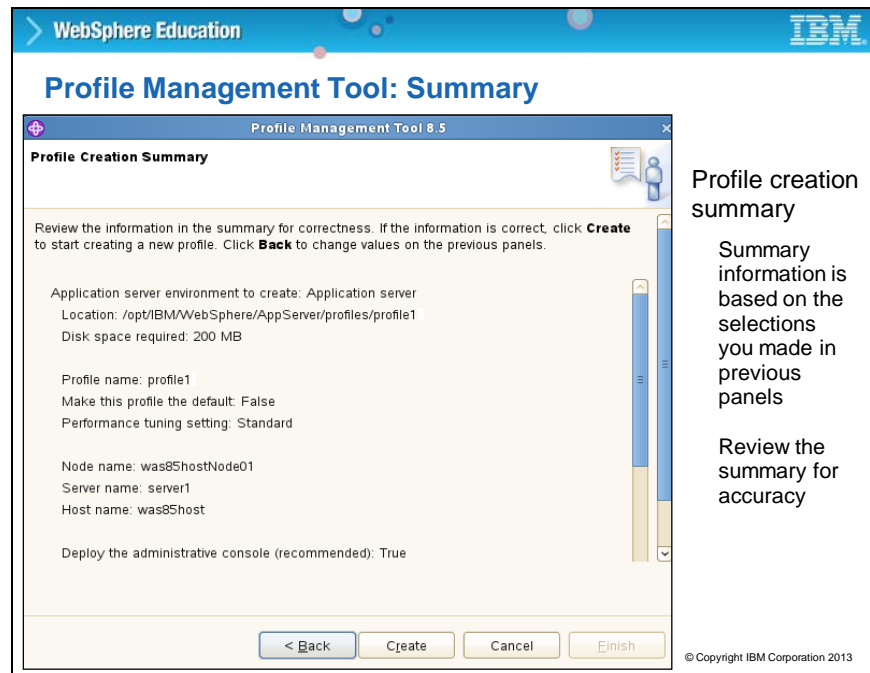 WebSphere Education
IBM.
Profile Management Tool: Summary
Profile Management Tool 8.5
Profile Creation Summary
Review the information in the summary for correctness. If the information is correct, click Create
to start creating a new profile. Click Back to change values on the previous panels.
Application server environment to create: Application server
Location: /opt/IBM/WebSphere/AppServer/profiles/profile1
Disk space required: 200 MB
Profile name: profile1
Make this profile the default: False
Performance tuning setting: Standard
Node name: was85hostNode01
Server name: server1
Host name: was85host
Deploy the administrative console (recommended): True
< Back
Create
Cancel
Finish
Profile creation
summary
Summary
information is
based on the
selections
you made in
previous
panels
Review the
summary for
accuracy
© Copyright IBM Corporation 2013